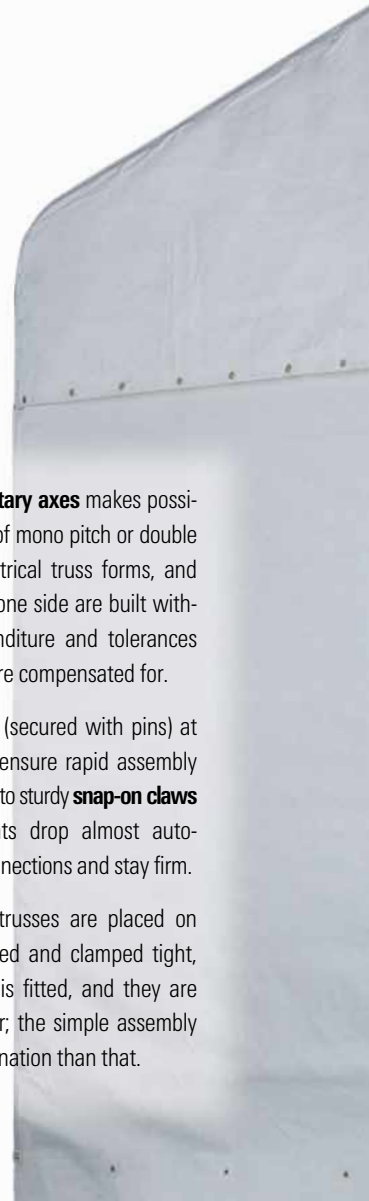 tary axes makes possi-
of mono pitch or double
trical truss forms, and
one side are built with-
nditure and tolerances
re compensated for.
(secured with pins) at
ensure rapid assembly
to sturdy snap-on claws
ts drop almost auto-
nections and stay firm.
trusses are placed on
ed and clamped tight,
is fitted, and they are
r; the simple assembly
nation than that.